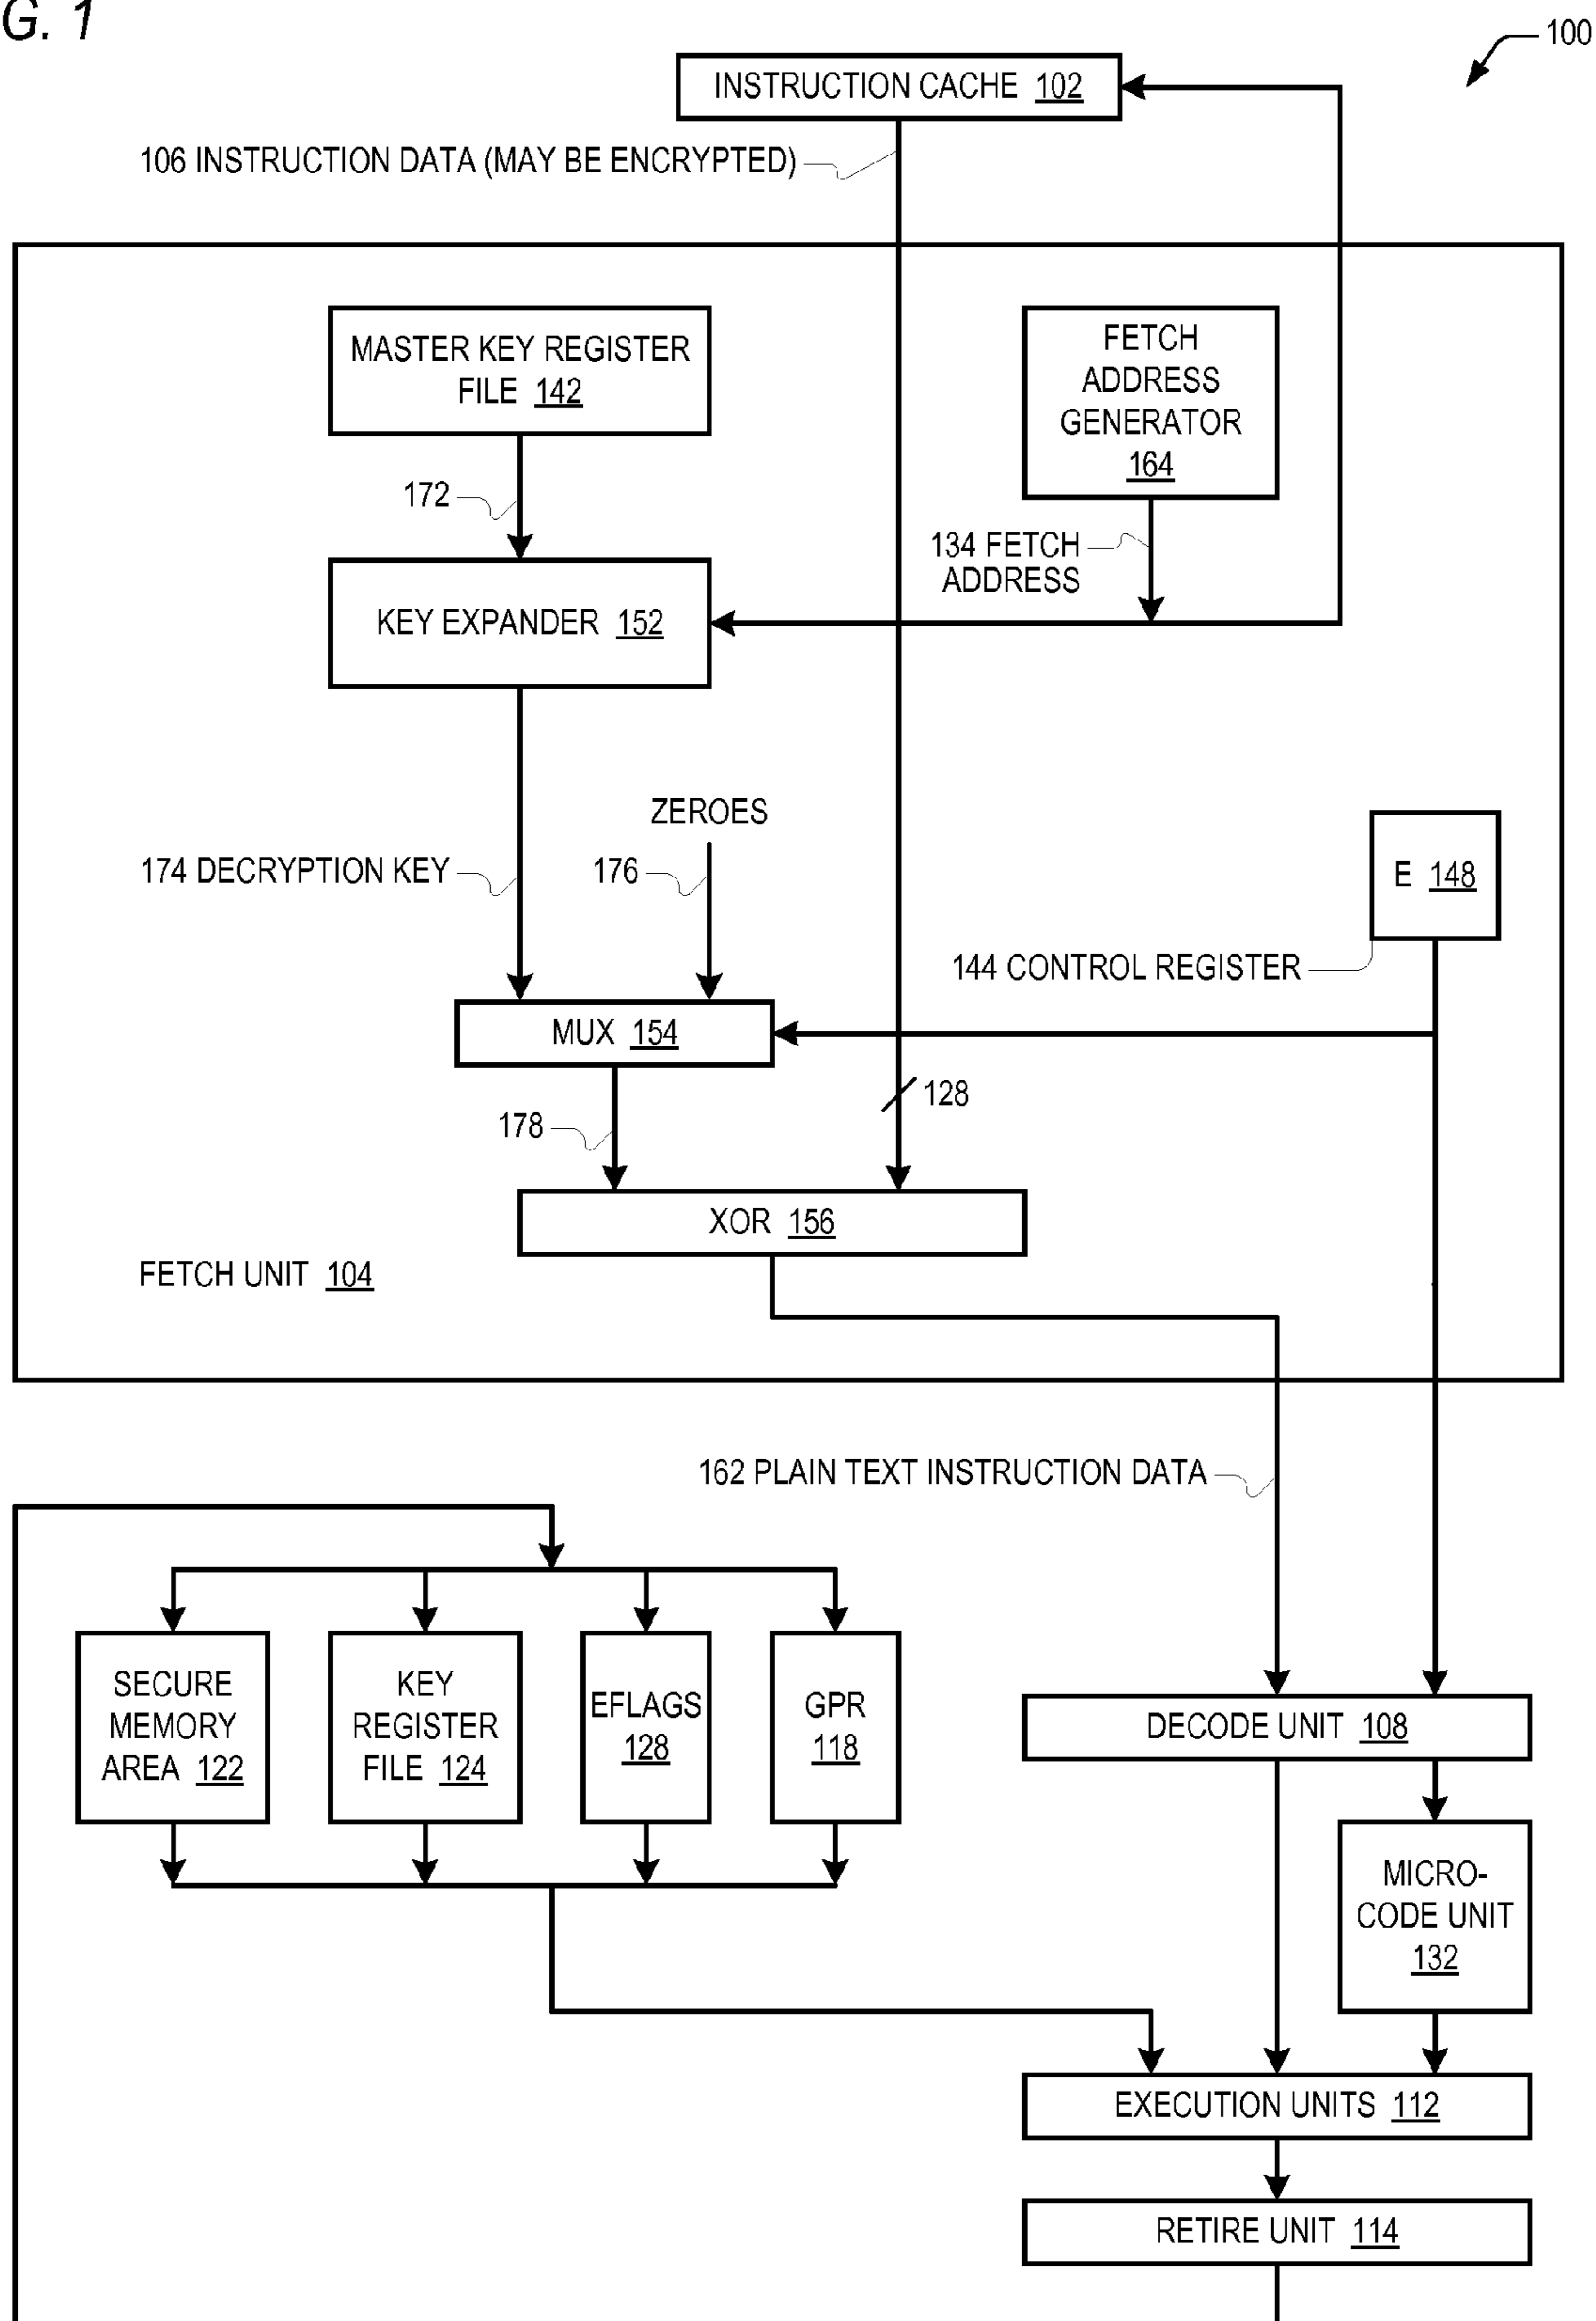 G. 1
100
INSTRUCTION CACHE 102
106 INSTRUCTION DATA (MAY BE ENCRYPTED)
MASTER KEY REGISTER
FILE 142
FETCH
ADDRESS
GENERATOR
164
172
134 FETCH
ADDRESS
KEY EXPANDER 152
ZEROES
174 DECRYPTION KEY
176
E 148
144 CONTROL REGISTER
MUX 154
128
178
XOR 156
FETCH UNIT 104
162 PLAIN TEXT INSTRUCTION DATA
SECURE
MEMORY
AREA 122
KEY
REGISTER
FILE 124
EFLAGS
128
GPR
118
DECODE UNIT 108
MICRO-
CODE UNIT
132
EXECUTION UNITS 112
RETIRE UNIT 114